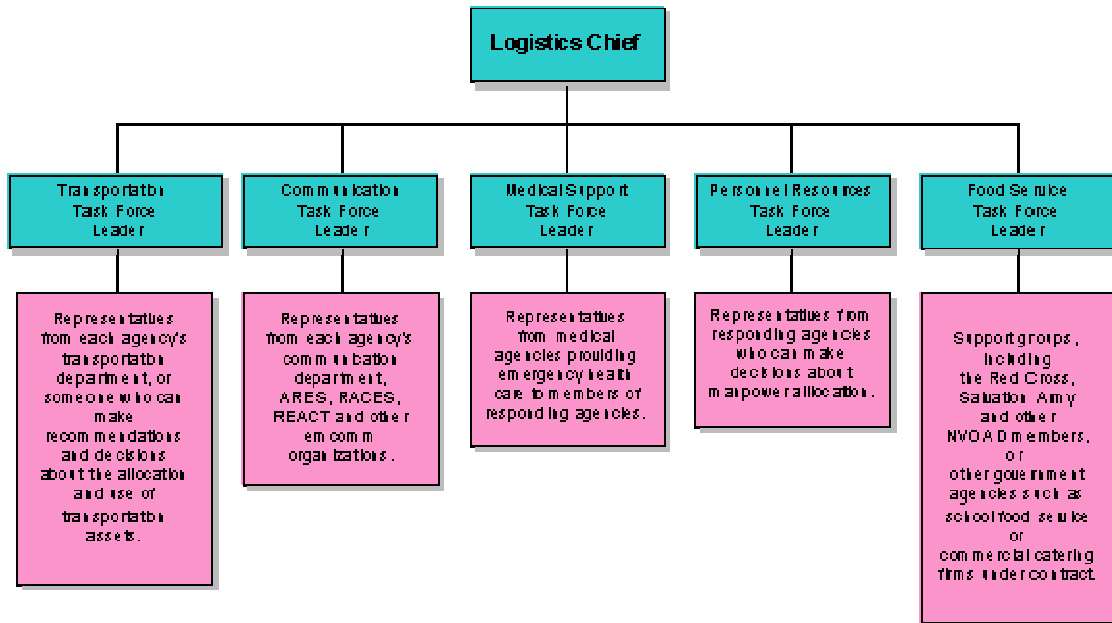 Logistics Chief
Transportation
Task Force
Leader
Communication
Task Force
Leader
Medical Support
Task Force
Leader
Personnel Resources
Task Force
Leader
Food Service
Task Force
Leader
Representatives
from each agency's
transportation
department, or
someone who can
make
recommendations
and decisions
about the allocation
and use of
transportation
assets.
Representatives
from each agency's
communication
department,
ARES, RACES,
REACT and other
em comm
organizations.
Representatives
from medical
agencies providing
emergency health
care to members of
responding agencies.
Representatives from
responding agencies
who can make
decisions about
manpower allocation.
Support groups,
including
the Red Cross,
Salvation Army
and other
NVOAD members,
or
other government
agencies such as
school food service
or
commercial catering
firms under contract.